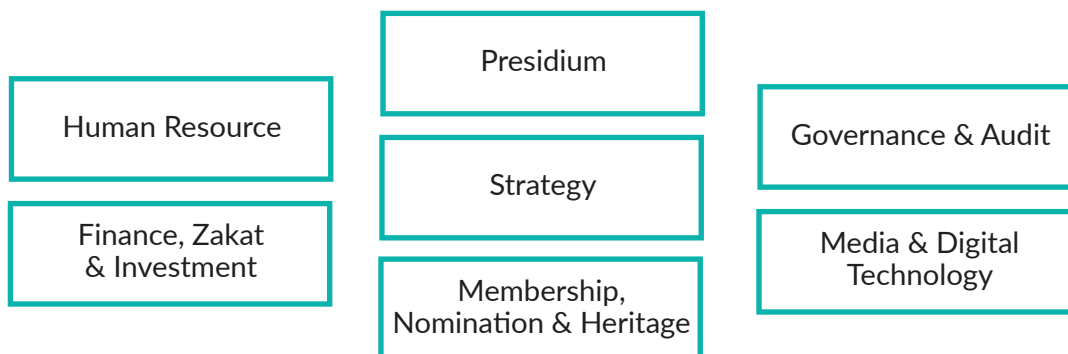 Presidium
Human Resource
Governance & Audit
Strategy
Finance, Zakat
& Investment
Media & Digital
Technology
Membership,
Nomination & Heritage